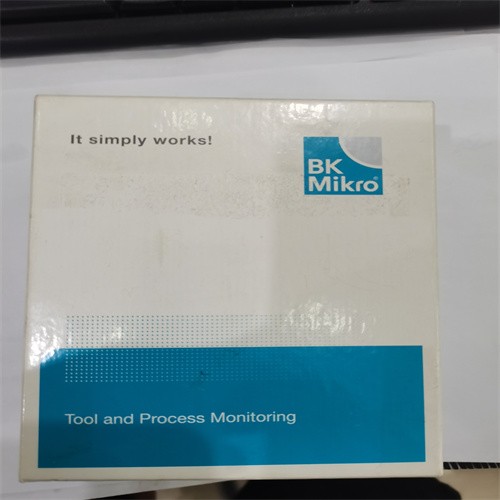 It simply works!
BK
Mikro®
Tool and Process Monitoring